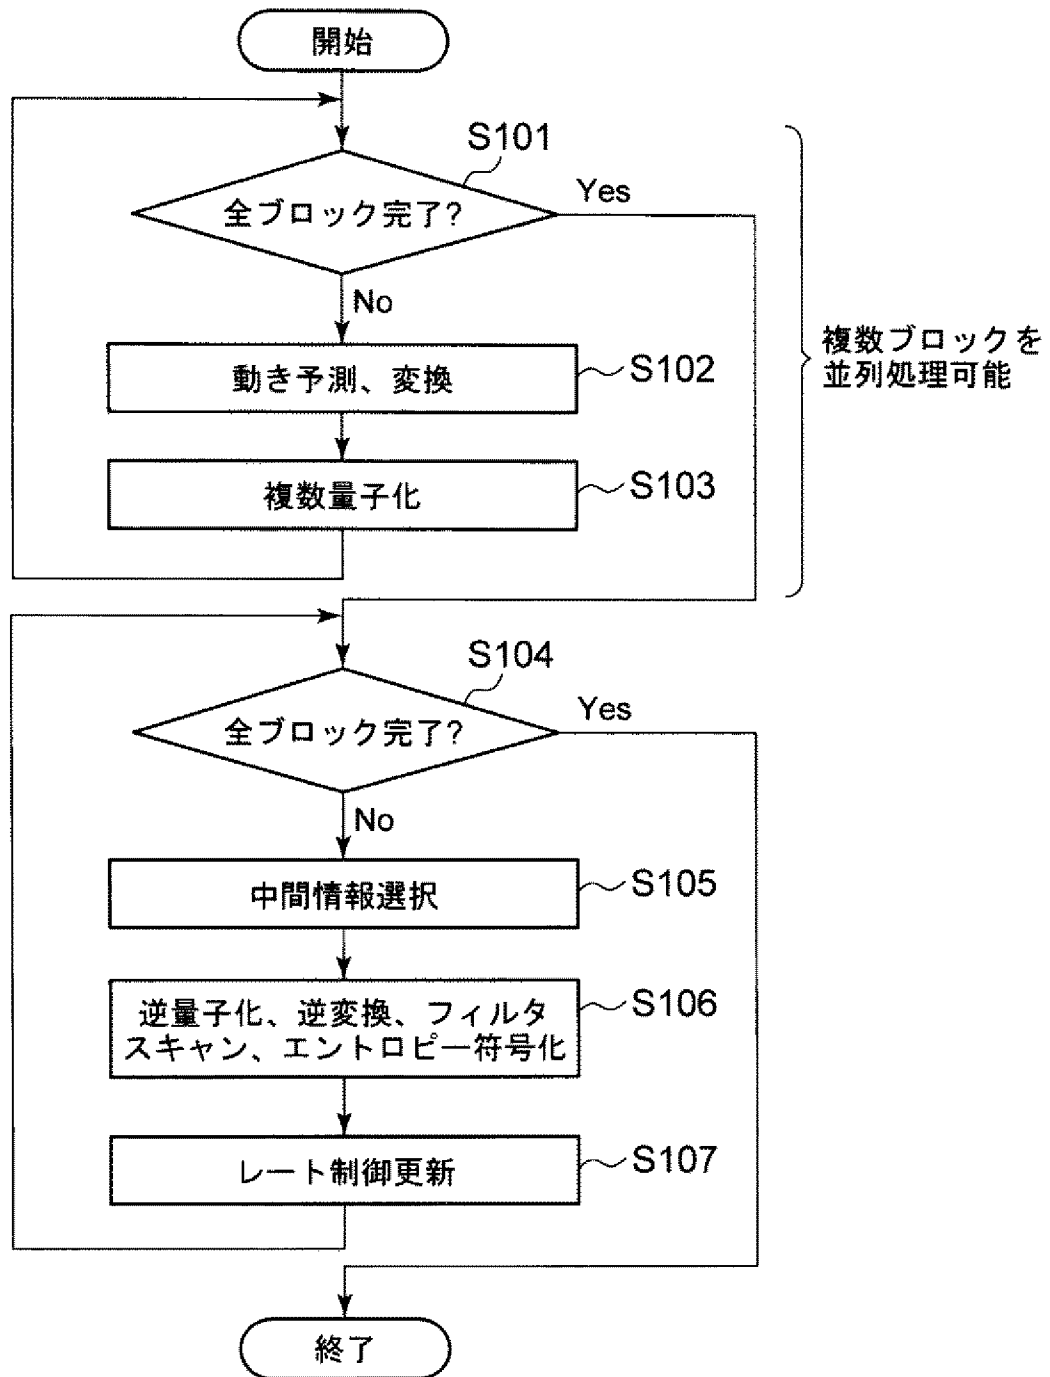 開始
S101
全ブロック完了?
Yes
No
動き予測、変換
S102
複数量子化
S103
複数ブロックを
並列処理可能
S104
全ブロック完了?
Yes
No
中間情報選択
S105
逆量子化、逆変換、フィルタ
スキャン、エントロピー符号化
S106
レート制御更新
S107
終了